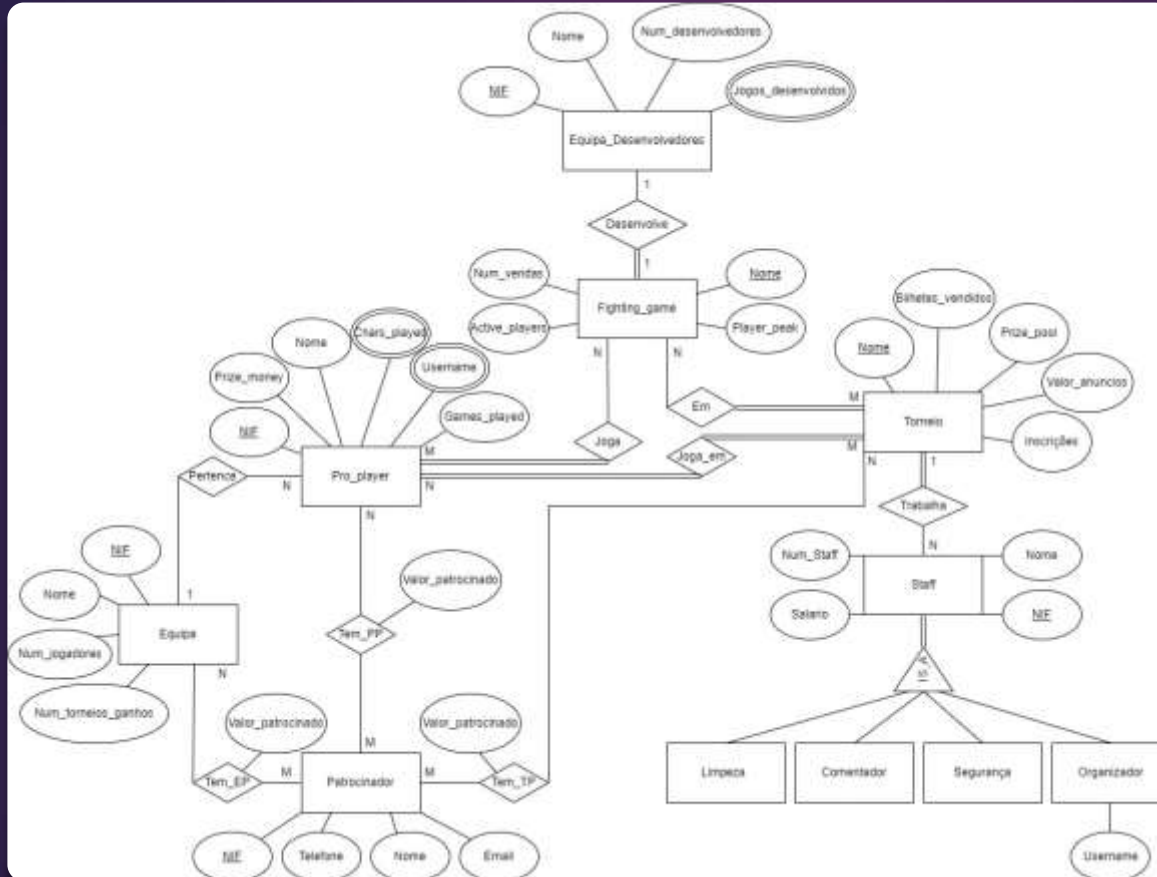 Nome
Num_desenvolvedores
NIF
Jogos_desenvolvidos
Equipa_Desenvolvedores
1
Desenvolve
1
Num_vendas
Nome
Fighting_game
Active_players
Player_peak
N
N
Bilhetes_vendidos
Nome
Prize_pool
Valor_anuncios
Inscrições
M
Torneio
M
N
1
Em
Chars_played
Nome
Username
Prize_money
Games_played
NIF
M
Joga
Joga_em
Pertence
N
Pro_player
N
N
Trabalha
N
Num_Staff
Nome
Staff
Salario
NIF
NIF
Nome
1
Equipa
Num_jogadores
N
Num_torneios_ganhos
Valor_patrocinado
Tem_PP
Valor_patrocinado
Valor_patrocinado
M
Tem_EP
M
Patrocinador
M
Tem_TP
NIF
Telefone
Nome
Email
Limpeza
Comentador
Segurança
Organizador
Username